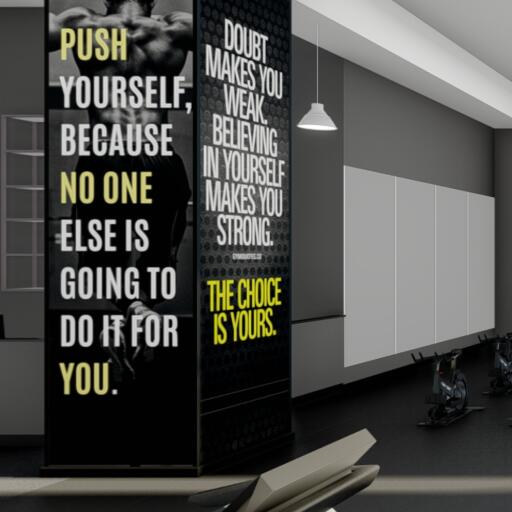 PUSH
YOURSELF,
BECAUSE
NO ONE
ELSE IS
GOING TO
DO IT FOR
YOU.
DOUBT
MAKES YOU
WEAK.
BELIEVING
IN YOURSELF
MAKES YOU
STRONG.
THE CHOICE
IS YOURS.